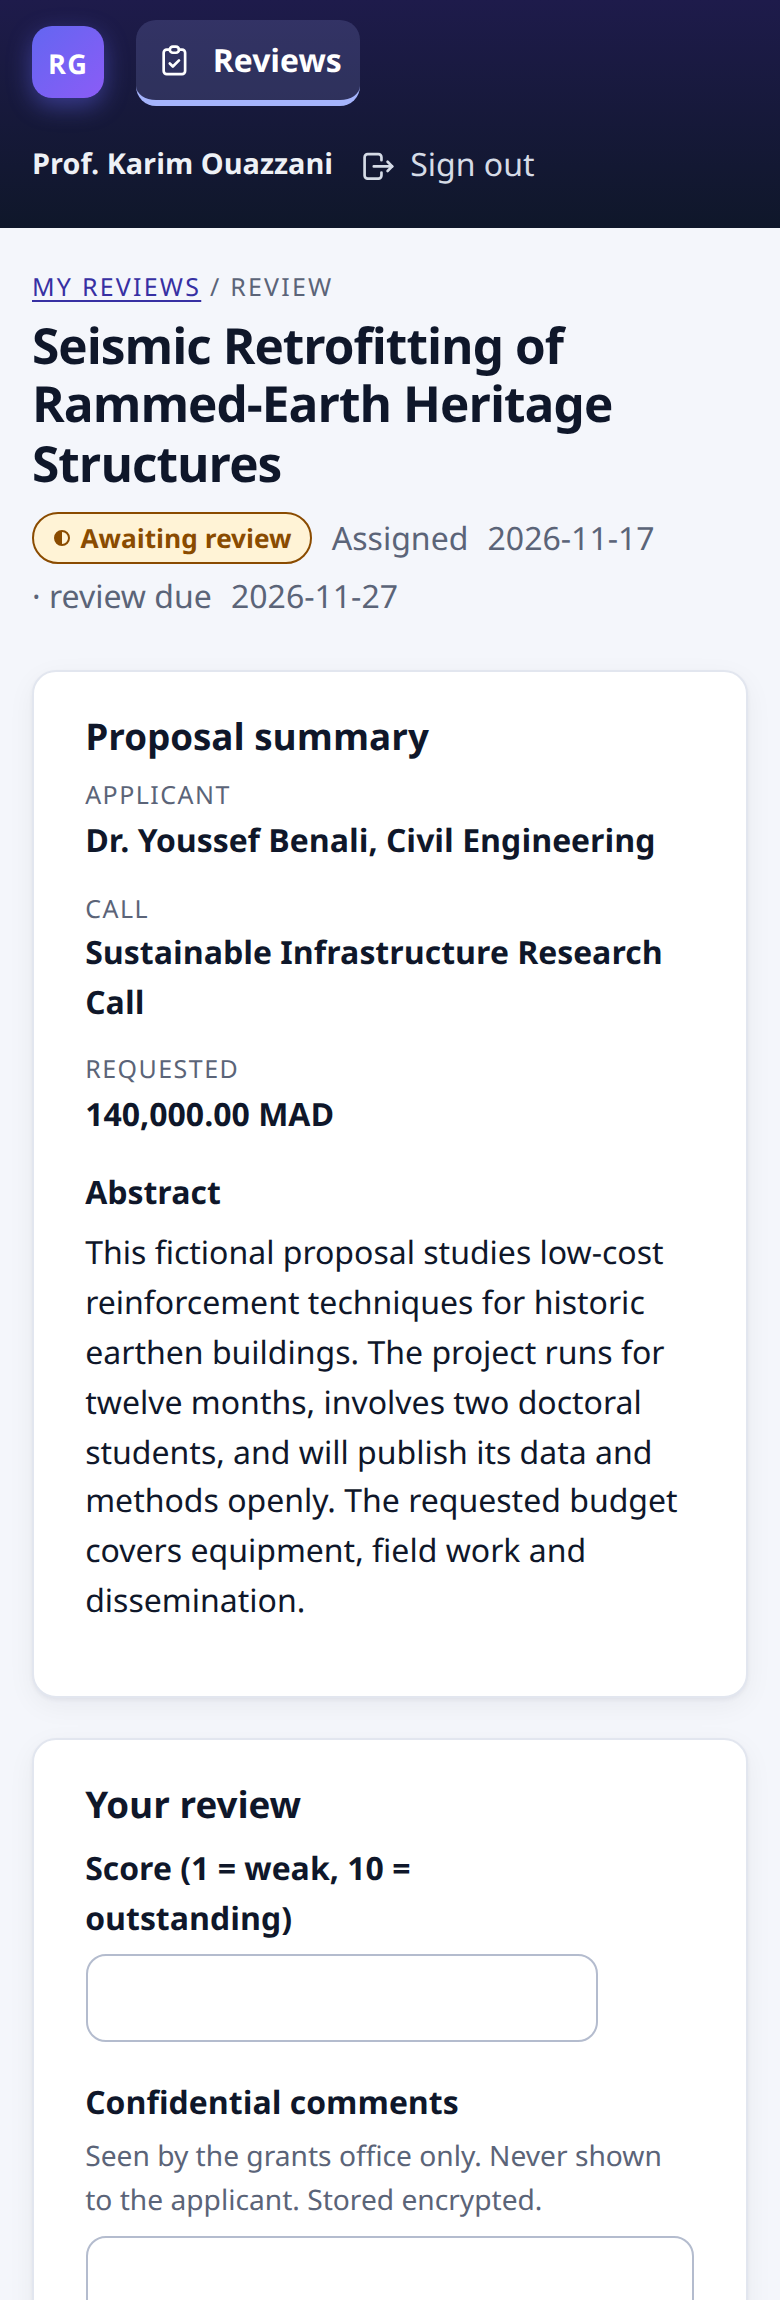 RG
Reviews
Prof. Karim Ouazzani
Sign out
MY REVIEWS / REVIEW
Seismic Retrofitting of
Rammed-Earth Heritage
Structures
Awaiting review
Assigned 2026-11-17
· review due 2026-11-27
Proposal summary
APPLICANT
Dr. Youssef Benali, Civil Engineering
CALL
Sustainable Infrastructure Research
Call
REQUESTED
140,000.00 MAD
Abstract
This fictional proposal studies low-cost
reinforcement techniques for historic
earthen buildings. The project runs for
twelve months, involves two doctoral
students, and will publish its data and
methods openly. The requested budget
covers equipment, field work and
dissemination.
Your review
Score (1 = weak, 10 =
outstanding)
Confidential comments
Seen by the grants office only. Never shown
to the applicant. Stored encrypted.